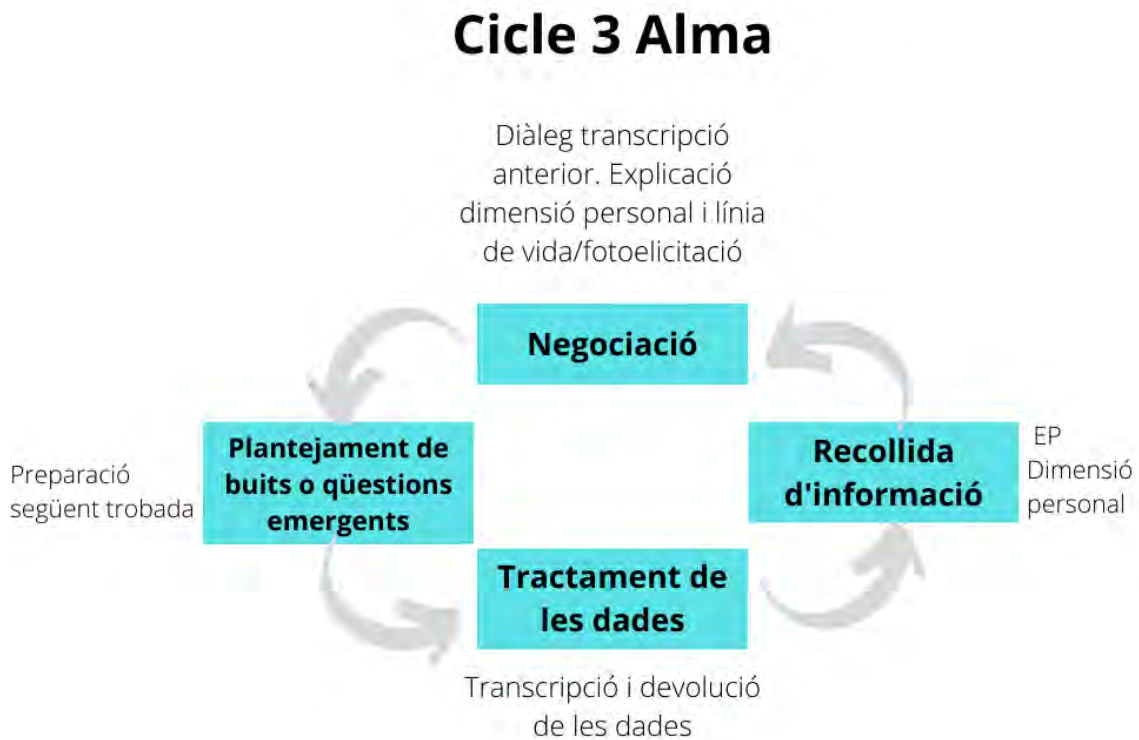 Cicle 3 Alma
Diàleg transcripció
anterior. Explicació
dimensió personal i línia
de vida/fotoelicitació
Negociació
Plantejament de
buits o qüestions
emergents
Preparació
següent trobada
Recollida
d'informació
EP
Dimensió
personal
Tractament de
les dades
Transcripció i devolució
de les dades